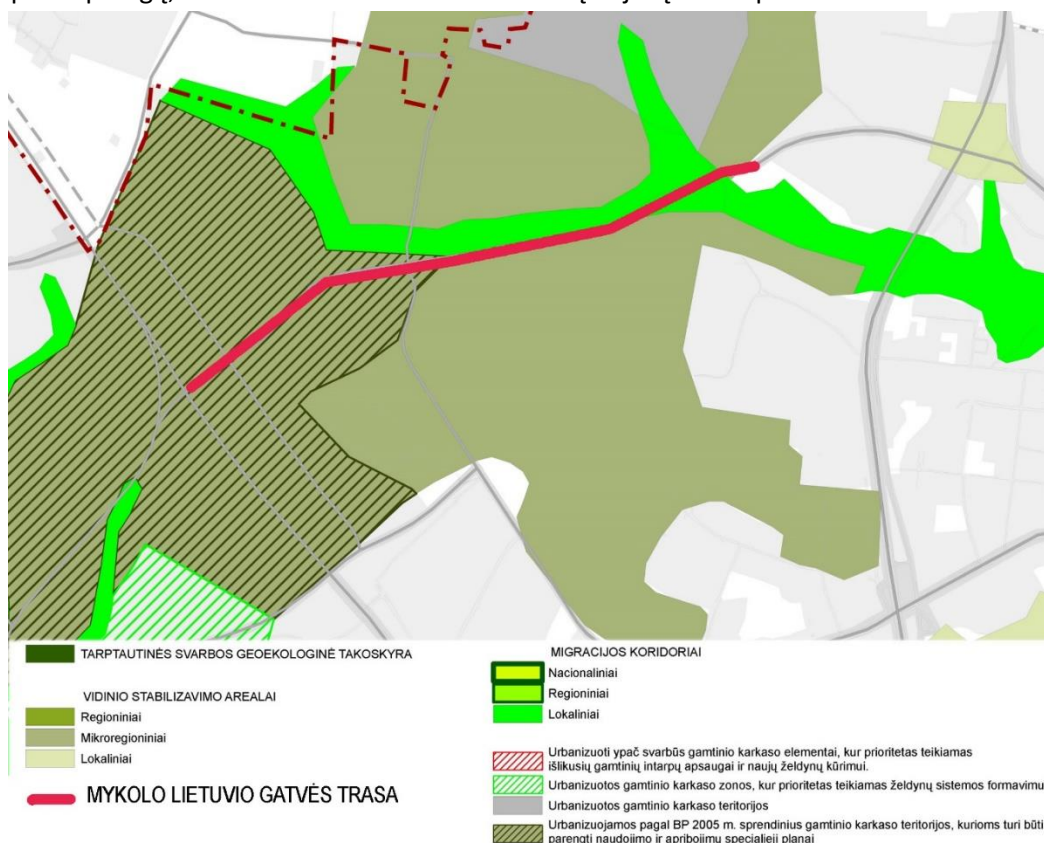 TARPTAUTINĖS SVARBOS GEOEKOLOGINĖ TAKOSKYRA
VIDINIO STABILIZAVIMO AREALAI
Regioniniai
Mikroregioniniai
Lokaliniai
MYKOLO LIETUVIO GATVĖS TRASA
MIGRACIJOS KORIDORIAI
Nacionaliniai
Regioniniai
Lokaliniai
Urbanizuoti ypač svarbūs gamtinio karkaso elementai, kur prioritetas teikiamas
išlikusių gamtinių intarpų apsaugai ir naujų želdynų kūrimui.
Urbanizuotos gamtinio karkaso zonos, kur prioritetas teikiamas želdynų sistemos formavimu
Urbanizuotos gamtinio karkaso teritorijos
Urbanizuojamos pagal BP 2005 m. sprendinius gamtinio karkaso teritorijos, kurioms turi būti
parengti naudojimo ir apribojimų specialieji planai